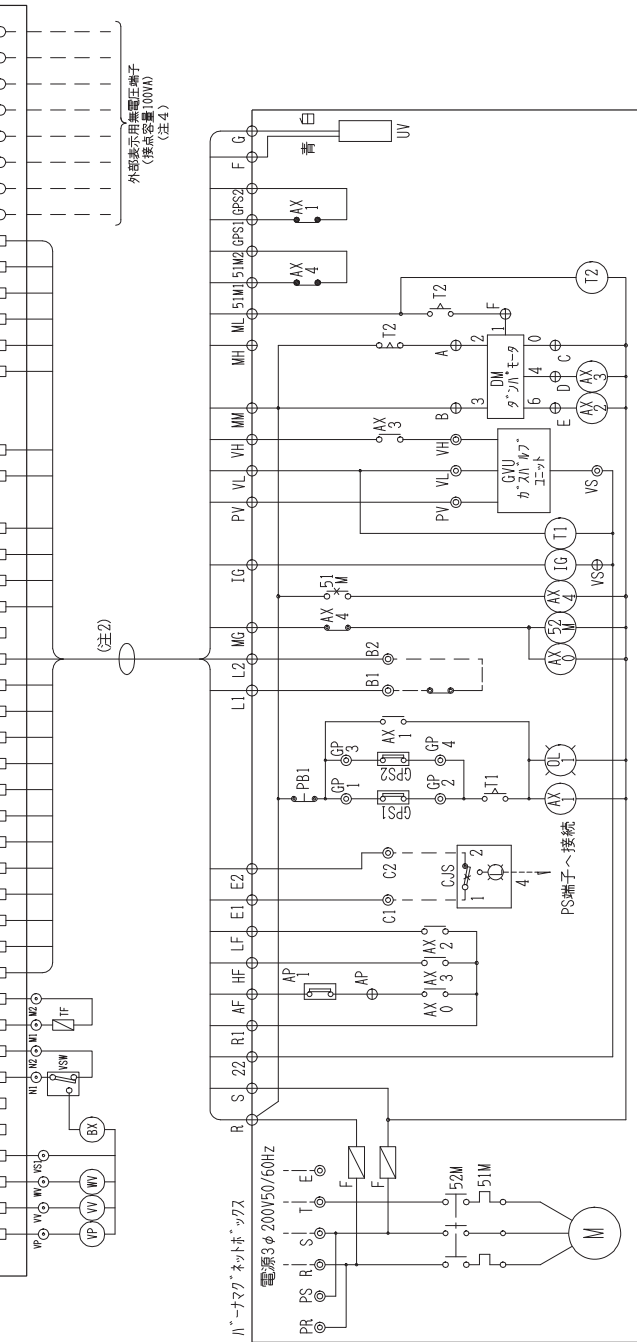 外部表示用無電圧端子
(接点容量100VA)
(注4)
(注2)
M2
M1
TF
N2
N1
VSW
BX
VS1
WV
WV
VV
VV
VP
VP
バーナマグネットボックス
電源3φ200V50/60Hz
G
F
GPS2
GPS1
51M2
51M1
ML
MH
MM
VH
VL
PV
IG
MG
L2
L1
E2
E1
LF
HF
AF
R1
22
S
R
白
青
UV
AX
1
AX
4
T2
T2
T2
F
1
A
2
B
3
DM
ダンパモータ
0
C
4
D
6
E
AX
3
AX
2
AX
3
VH
VL
PV
GVU
ガスバルブ
ユニット
VS
T1
IG
VS
51
M
AX
4
AX
4
52
M
AX
0
B2
B1
PB1
GP
3
GP
1
GPS2
GPS1
GP
4
GP
2
AX
1
T1
OL
1
AX
1
C2
C1
CJS
2
1
4
PS端子へ接続
AP
1
AP
AX
2
AX
3
AX
0
F
F
E
T
S
R
PS
PR
52M
51M
M